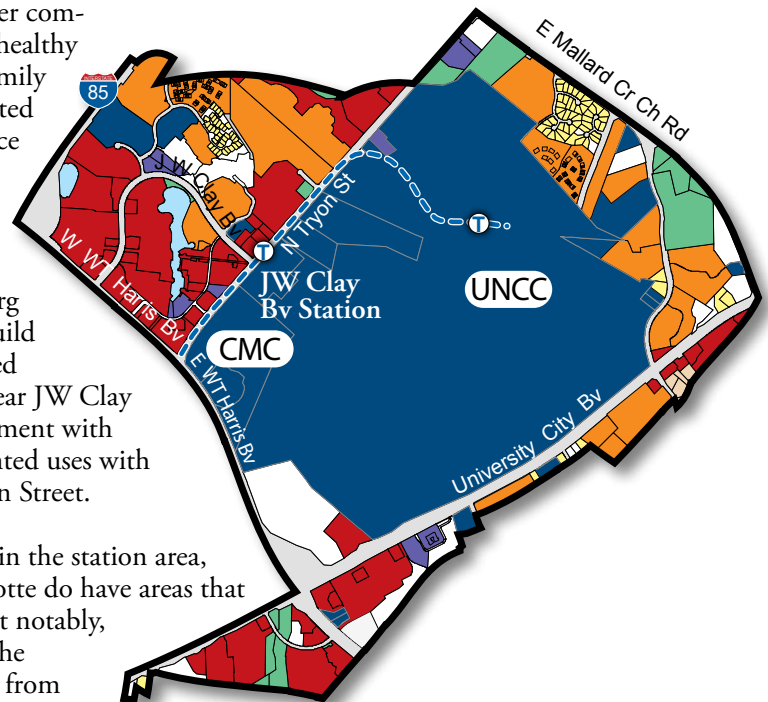 er com-
healthy
mily
ted
ce
rg
uild
ed
ear JW Clay
ment with
nted uses with
n Street.
in the station area,
otte do have areas that
t notably,
he
from
INTERSTATE
85
E Mallard Cr Ch Rd
J W Clay Bv
N Tryon St
T
T
W WT Harris Bv
JW Clay
Bv Station
UNCC
CMC
E WT Harris Bv
University City Bv